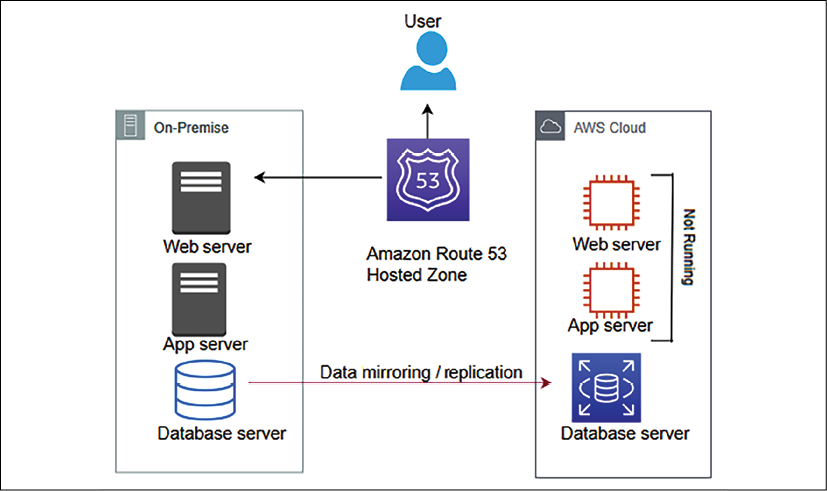 User
On-Premise
AWS Cloud
53
Web server
Amazon Route 53
Hosted Zone
Web server
Not Running
App server
App server
Data mirroring / replication
Database server
Database server